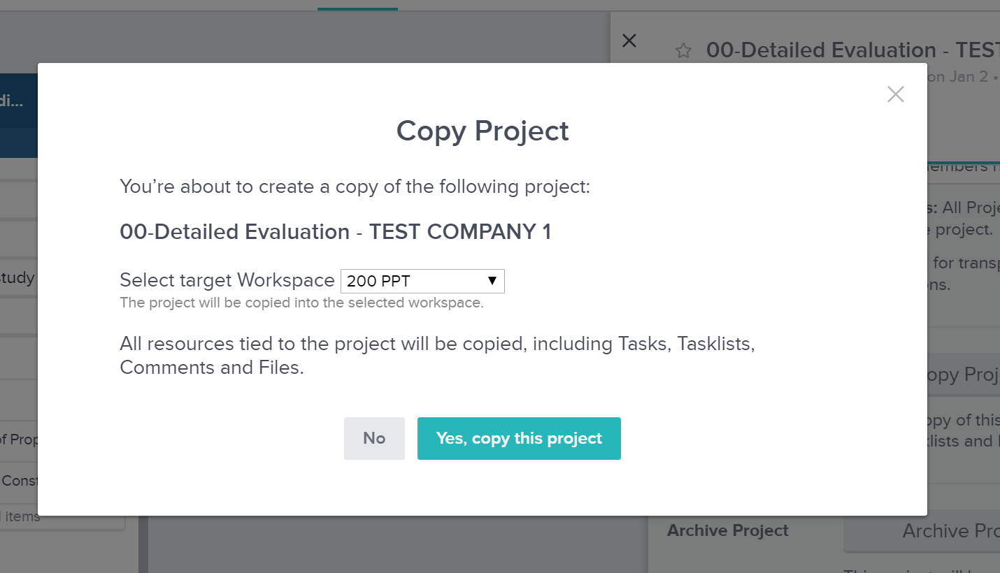 di...
00-Detailed Evaluation - TEST
on Jan 2 •
Copy Project
You’re about to create a copy of the following project:
00-Detailed Evaluation - TEST COMPANY 1
Select target Workspace 200 PPT ▼
The project will be copied into the selected workspace.
All resources tied to the project will be copied, including Tasks, Tasklists,
Comments and Files.
No
Yes, copy this project
study
of Prop
Const
items
s: All Proje
e project.
for transp
ons.
opy Proj
opy of this
klists and
Archive Project
Archive Pro